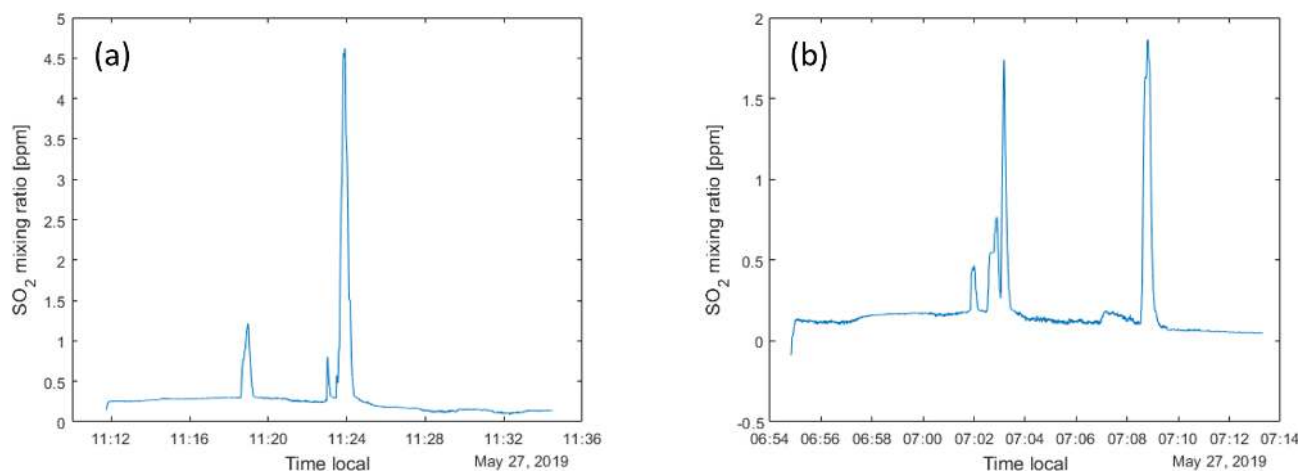 (a)
SO2 mixing ratio [ppm]
5
4.5
4
3.5
3
2.5
2
1.5
1
0.5
0
11:12 11:16 11:20 11:24 11:28 11:32 11:36
Time local
May 27, 2019
(b)
SO2 mixing ratio [ppm]
2
1.5
1
0.5
0
-0.5
06:54 06:56 06:58 07:00 07:02 07:04 07:06 07:08 07:10 07:12 07:14
Time local
May 27, 2019